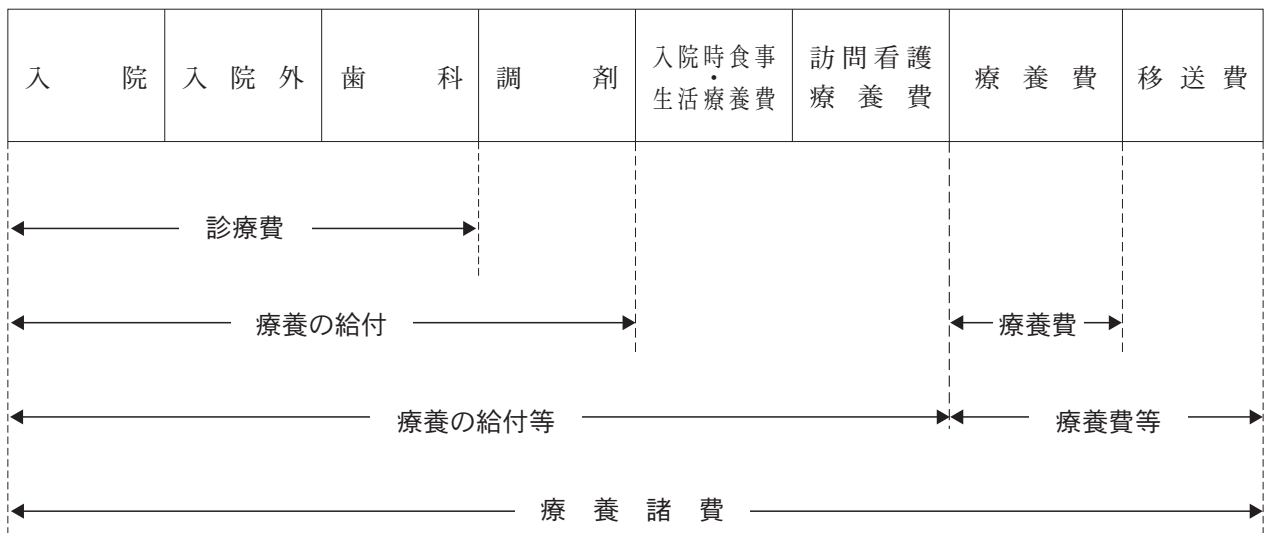 入院
入院外
歯科
調剤
入院時食事
・
生活療養費
訪問看護
療養費
療養費
移送費
診療費
療養の給付
療養費
療養の給付等
療養費等
療養諸費